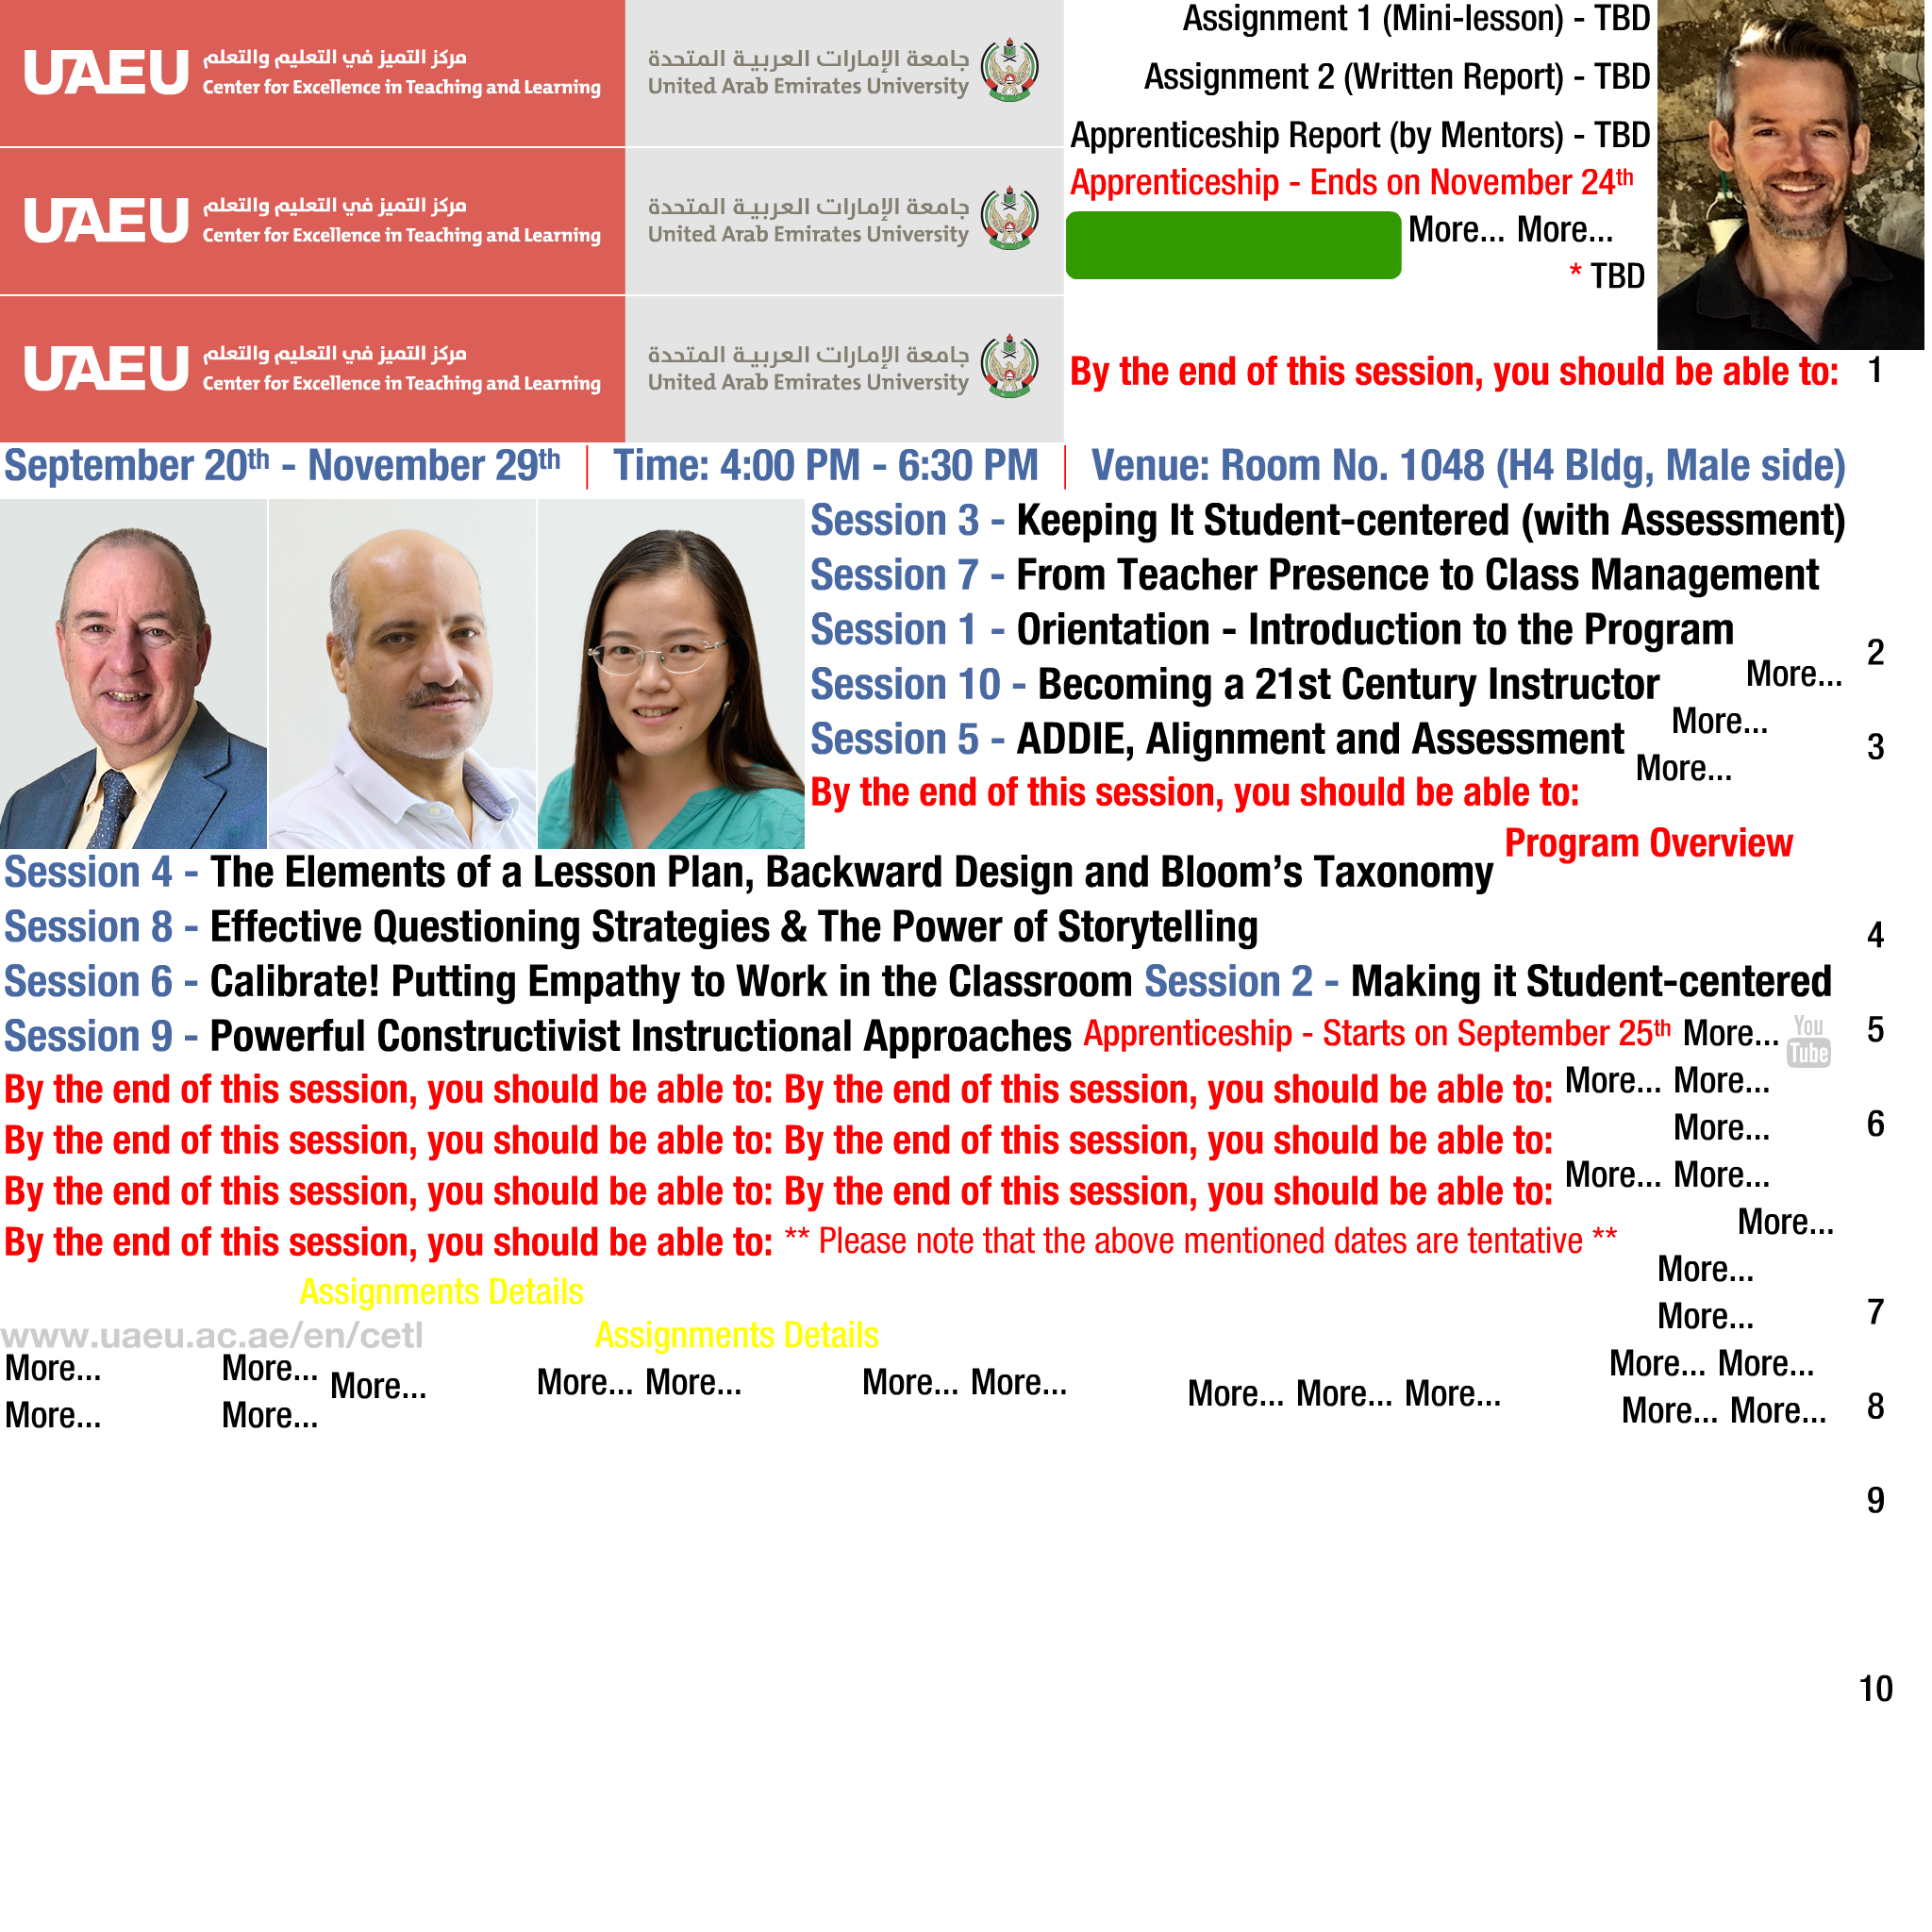 UAEU
مركز التميز في التعليم والتعلم
Center for Excellence in Teaching and Learning
جامعة الإمارات العربية المتحدة
United Arab Emirates University
UAEU
مركز التميز في التعليم والتعلم
Center for Excellence in Teaching and Learning
جامعة الإمارات العربية المتحدة
United Arab Emirates University
UAEU
مركز التميز في التعليم والتعلم
Center for Excellence in Teaching and Learning
جامعة الإمارات العربية المتحدة
United Arab Emirates University
Assignment 1 (Mini-lesson) - TBD
Assignment 2 (Written Report) - TBD
Apprenticeship Report (by Mentors) - TBD
Apprenticeship - Ends on November 24th
More... More...
* TBD
By the end of this session, you should be able to: 1
September 20th - November 29th | Time: 4:00 PM - 6:30 PM | Venue: Room No. 1048 (H4 Bldg, Male side)
Session 3 - Keeping It Student-centered (with Assessment)
Session 7 - From Teacher Presence to Class Management
Session 1 - Orientation - Introduction to the Program
2
Session 10 - Becoming a 21st Century Instructor
More...
More...
Session 5 - ADDIE, Alignment and Assessment
3
More...
By the end of this session, you should be able to:
Program Overview
Session 4 - The Elements of a Lesson Plan, Backward Design and Bloom's Taxonomy
Session 8 - Effective Questioning Strategies & The Power of Storytelling
4
Session 6 - Calibrate! Putting Empathy to Work in the Classroom Session 2 - Making it Student-centered
Session 9 - Powerful Constructivist Instructional Approaches Apprenticeship - Starts on September 25th More... You Tube 5
By the end of this session, you should be able to: By the end of this session, you should be able to: More... More...
By the end of this session, you should be able to: By the end of this session, you should be able to: More... 6
By the end of this session, you should be able to: By the end of this session, you should be able to: More... More...
By the end of this session, you should be able to: ** Please note that the above mentioned dates are tentative ** More...
More...
Assignments Details
More... 7
www.uaeu.ac.ae/en/cetl
Assignments Details
More... More... More... More... More... More... More... More... More...
More... More... More... More... More... More... More... 8
9
10